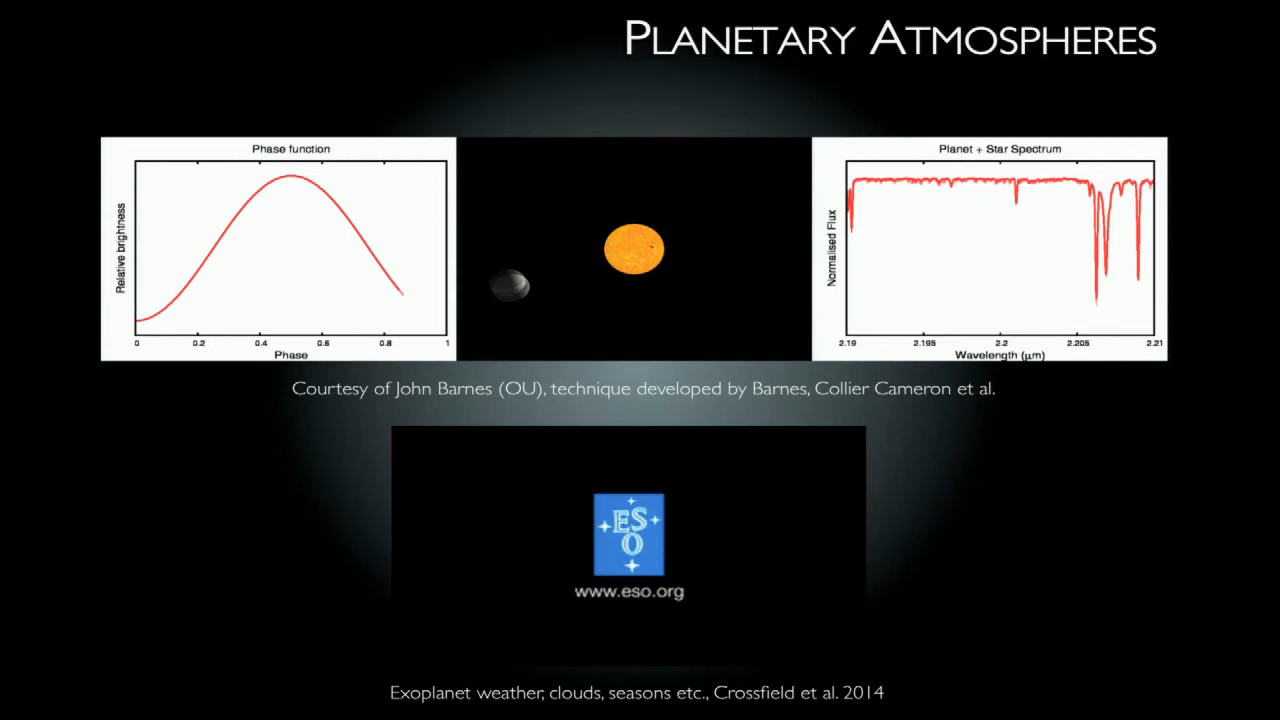 PLANETARY ATMOSPHERES
Phase function
Relative brightness
0 0.2 0.4 0.6 0.8 1
Phase
Planet + Star Spectrum
Normalised Flux
2.19 2.195 2.2 2.205 2.21
Wavelength (μm)
Courtesy of John Barnes (OU), technique developed by Barnes, Collier Cameron et al.
ES
O
www.eso.org
Exoplanet weather, clouds, seasons etc., Crossfield et al. 2014